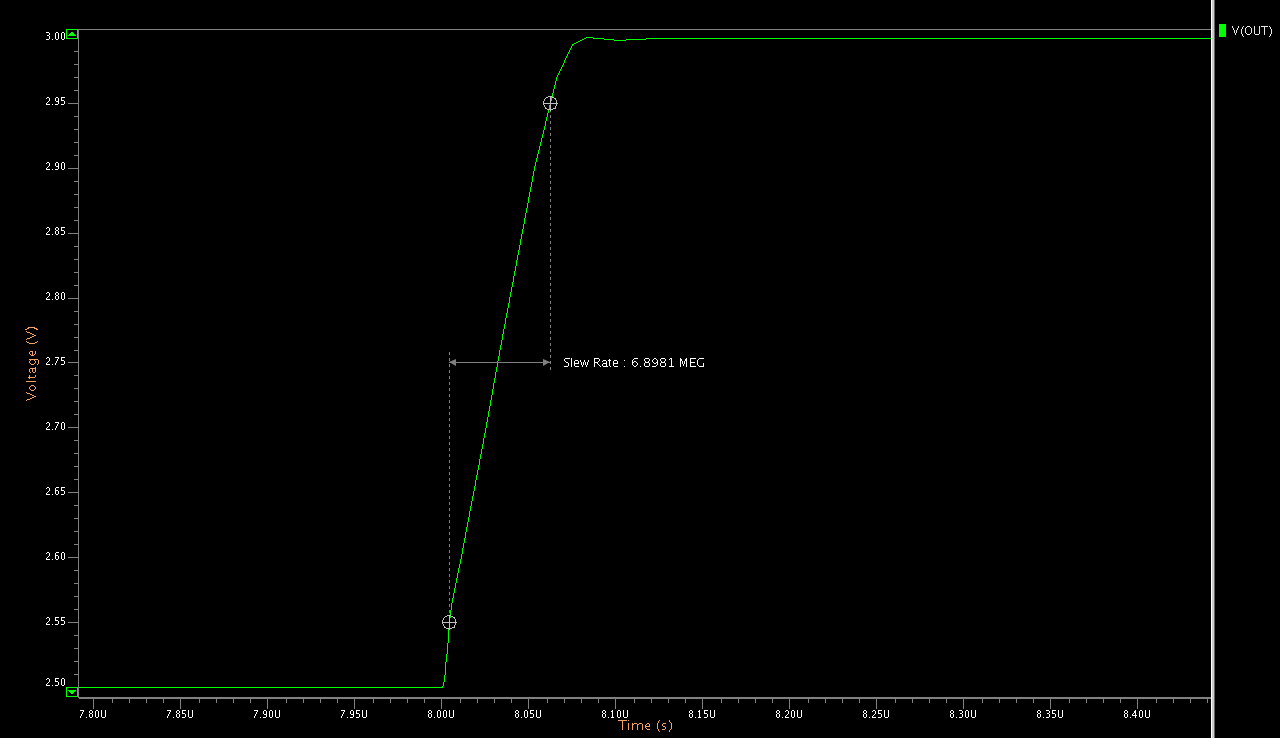 V(OUT)
3.00
2.95
2.90
2.85
2.80
2.75
2.70
2.65
2.60
2.55
2.50
Voltage (V)
Slew Rate : 6.8981 MEG
7.80U 7.85U 7.90U 7.95U 8.00U 8.05U 8.10U 8.15U 8.20U 8.25U 8.30U 8.35U 8.40U
Time (s)